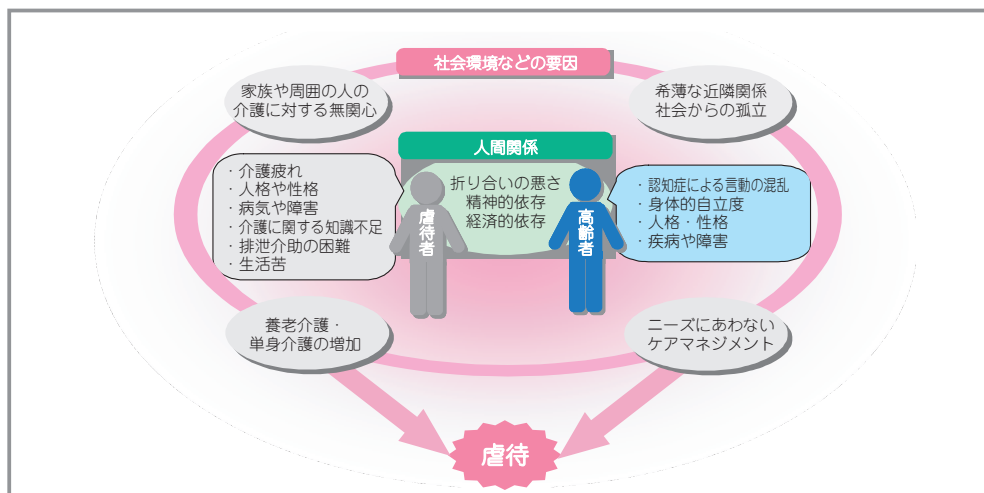 社会環境などの要因
家族や周囲の人の
介護に対する無関心
希薄な近隣関係
社会からの孤立
人間関係
折り合いの悪さ
精神的依存
経済的依存
・介護疲れ
・人格や性格
・病気や障害
・介護に関する知識不足
・排泄介助の困難
・生活苦
虐待者
高齢者
・認知症による言動の混乱
・身体的自立度
・人格・性格
・疾病や障害
養老介護・
単身介護の増加
ニーズにあわない
ケアマネジメント
虐待